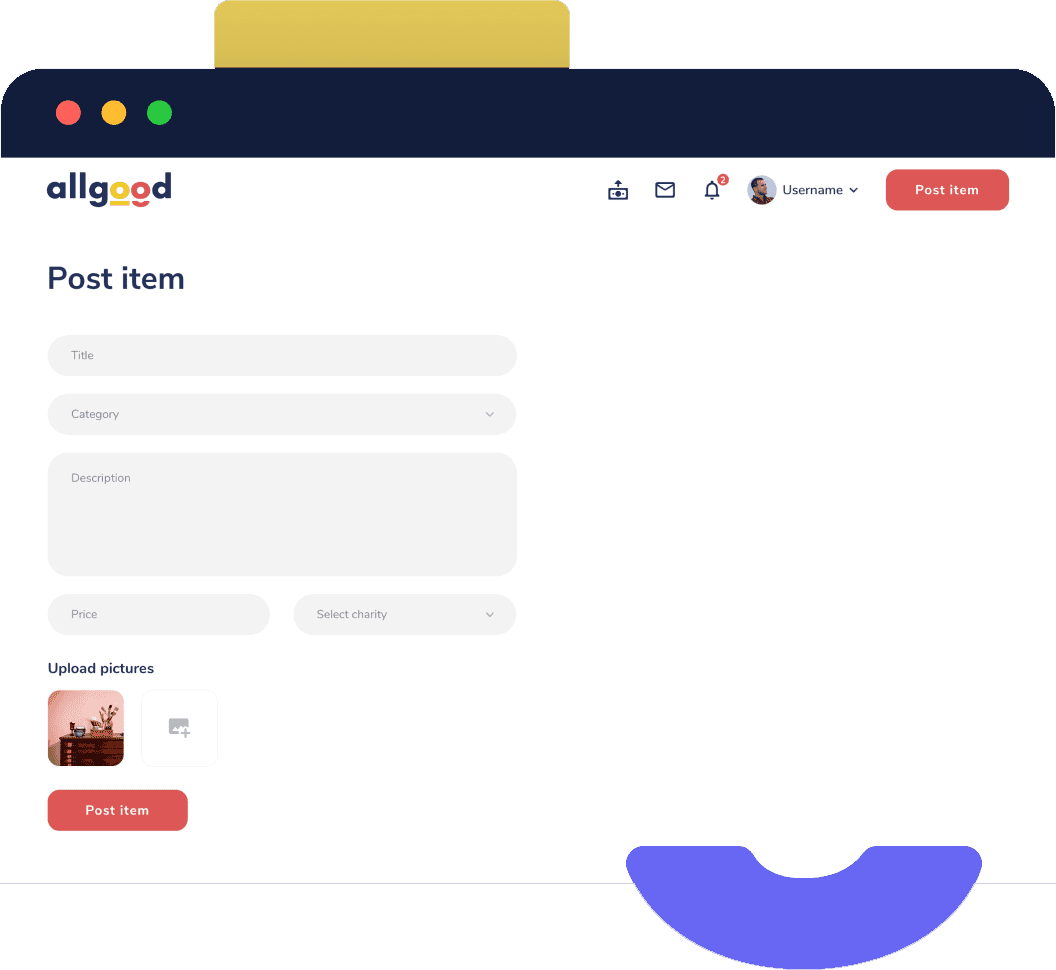 allgood
2
Username
Post item
Post item
Title
Category
Description
Price
Select charity
Upload pictures
Post item